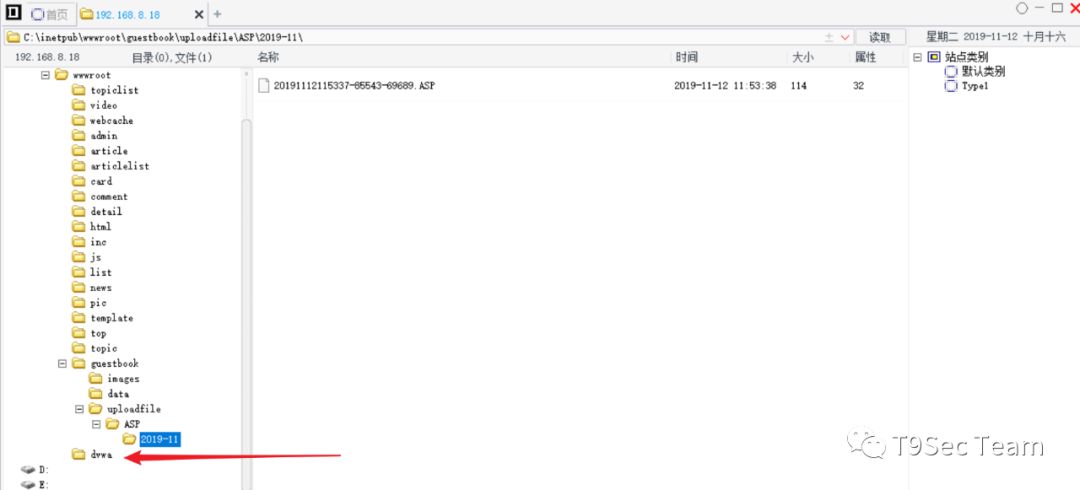 首页
192.168.8.18
C:\inetpub\wwwroot\guestbook\uploadfile\ASP\2019-11\
读取
星期二 2019-11-12 十月十六
192.168.8.18 目录(0),文件(1)
名称 时间 大小 属性
站点类别
wwwroot
topiclist
20191112115337-65543-69689.ASP 2019-11-12 11:53:38 114 32
默认类别
Type1
video
webcache
admin
article
articlelist
card
comment
detail
html
inc
js
list
news
pic
template
top
topic
guestbook
images
data
uploadfile
ASP
2019-11
dvwa
D:
E:
T9Sec Team